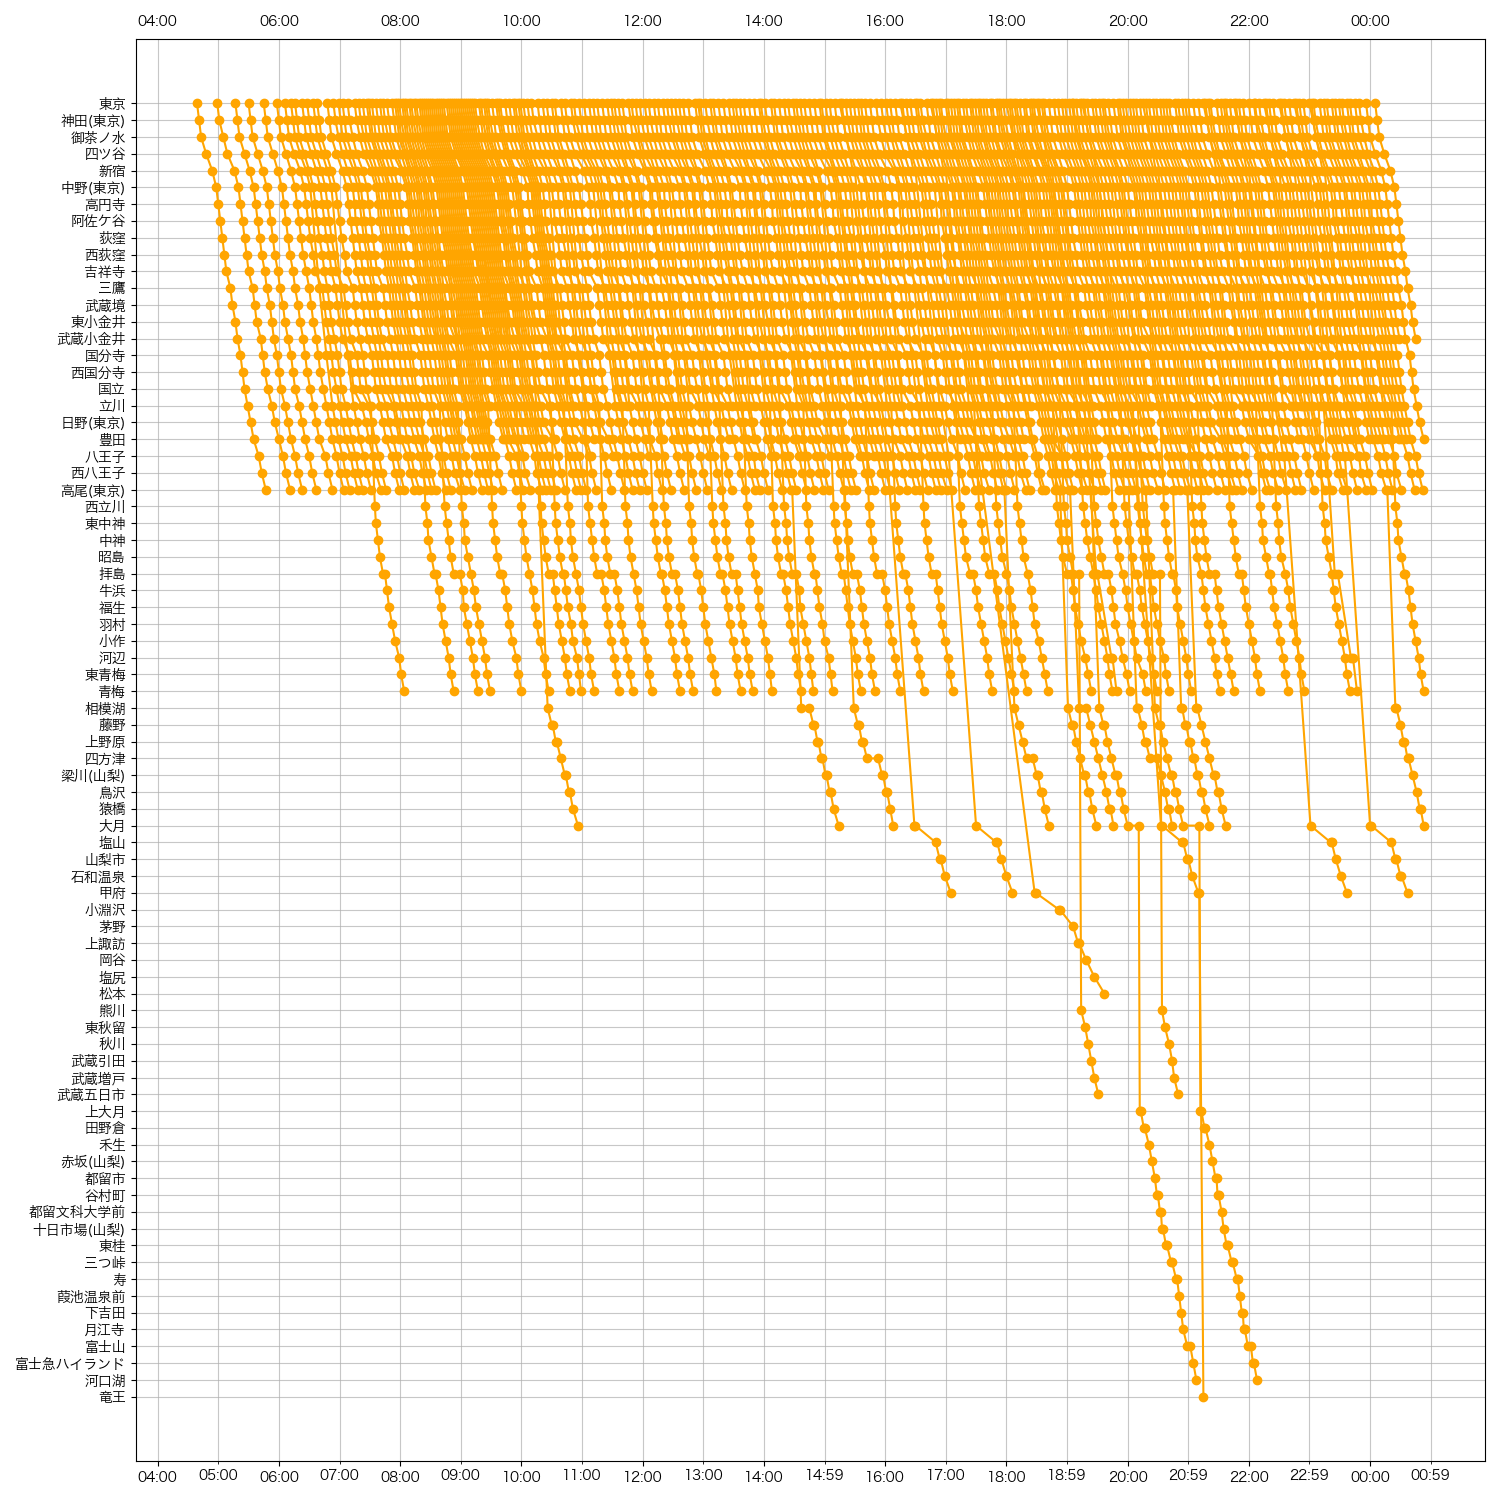 04:00 06:00 08:00 10:00 12:00 14:00 16:00 18:00 20:00 22:00 00:00
東京
神田(東京)
御茶ノ水
四ツ谷
新宿
中野(東京)
高円寺
阿佐ケ谷
荻窪
西荻窪
吉祥寺
三鷹
武蔵境
東小金井
武蔵小金井
国分寺
西国分寺
国立
立川
日野(東京)
豊田
八王子
西八王子
高尾(東京)
西立川
東中神
中神
昭島
拝島
牛浜
福生
羽村
小作
河辺
東青梅
青梅
相模湖
藤野
上野原
四方津
梁川(山梨)
鳥沢
猿橋
大月
塩山
山梨市
石和温泉
甲府
小淵沢
茅野
上諏訪
岡谷
塩尻
松本
熊川
東秋留
秋川
武蔵引田
武蔵増戸
武蔵五日市
上大月
田野倉
禾生
赤坂(山梨)
都留市
谷村町
都留文科大学前
十日市場(山梨)
東桂
三つ峠
寿
葭池温泉前
下吉田
月江寺
富士山
富士急ハイランド
河口湖
竜王
04:00 05:00 06:00 07:00 08:00 09:00 10:00 11:00 12:00 13:00 14:00 14:59 16:00 17:00 18:00 18:59 20:00 20:59 22:00 22:59 00:00 00:59